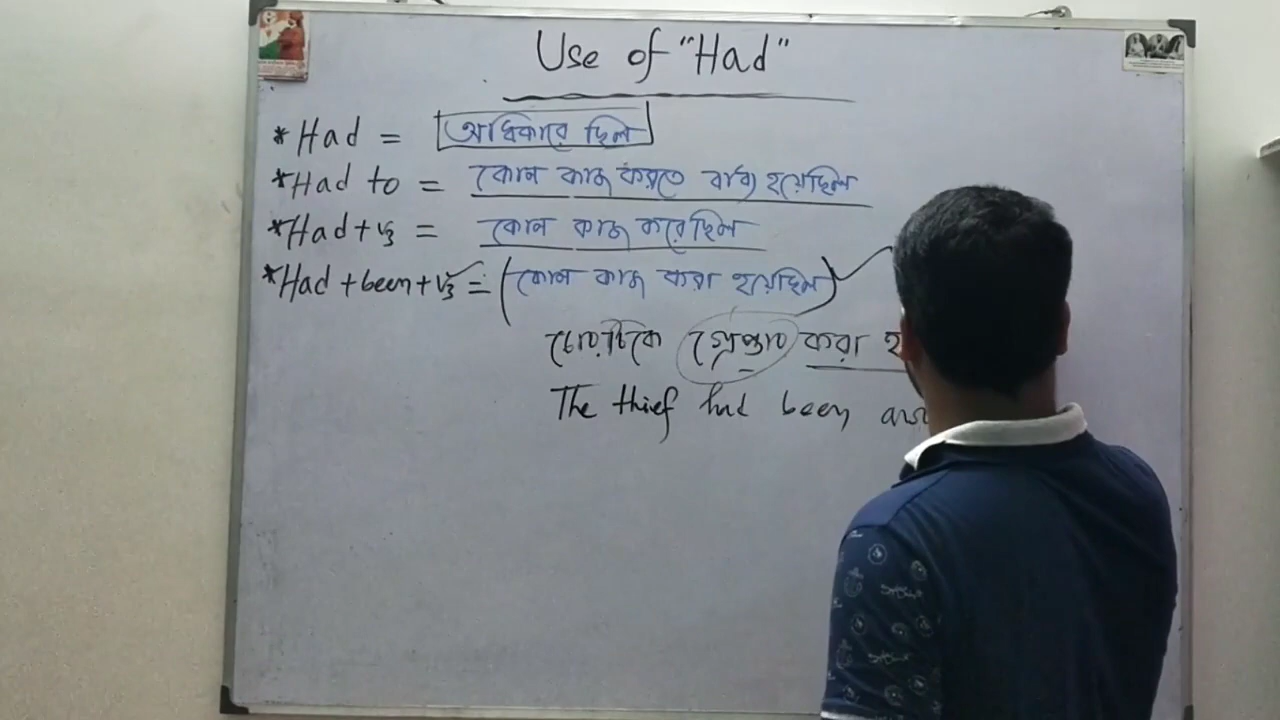 Use of "Had"
*Had = অধিকারে ছিল
*Had to = কোন কাজ করতে বাধ্য হয়েছিল
*Had+v3 = কোন কাজ করেছিল
*Had+been+v3 = (কোন কাজ করা হয়েছিল)
চোরটিকে গ্রেপ্তার করা হ
The thief had been